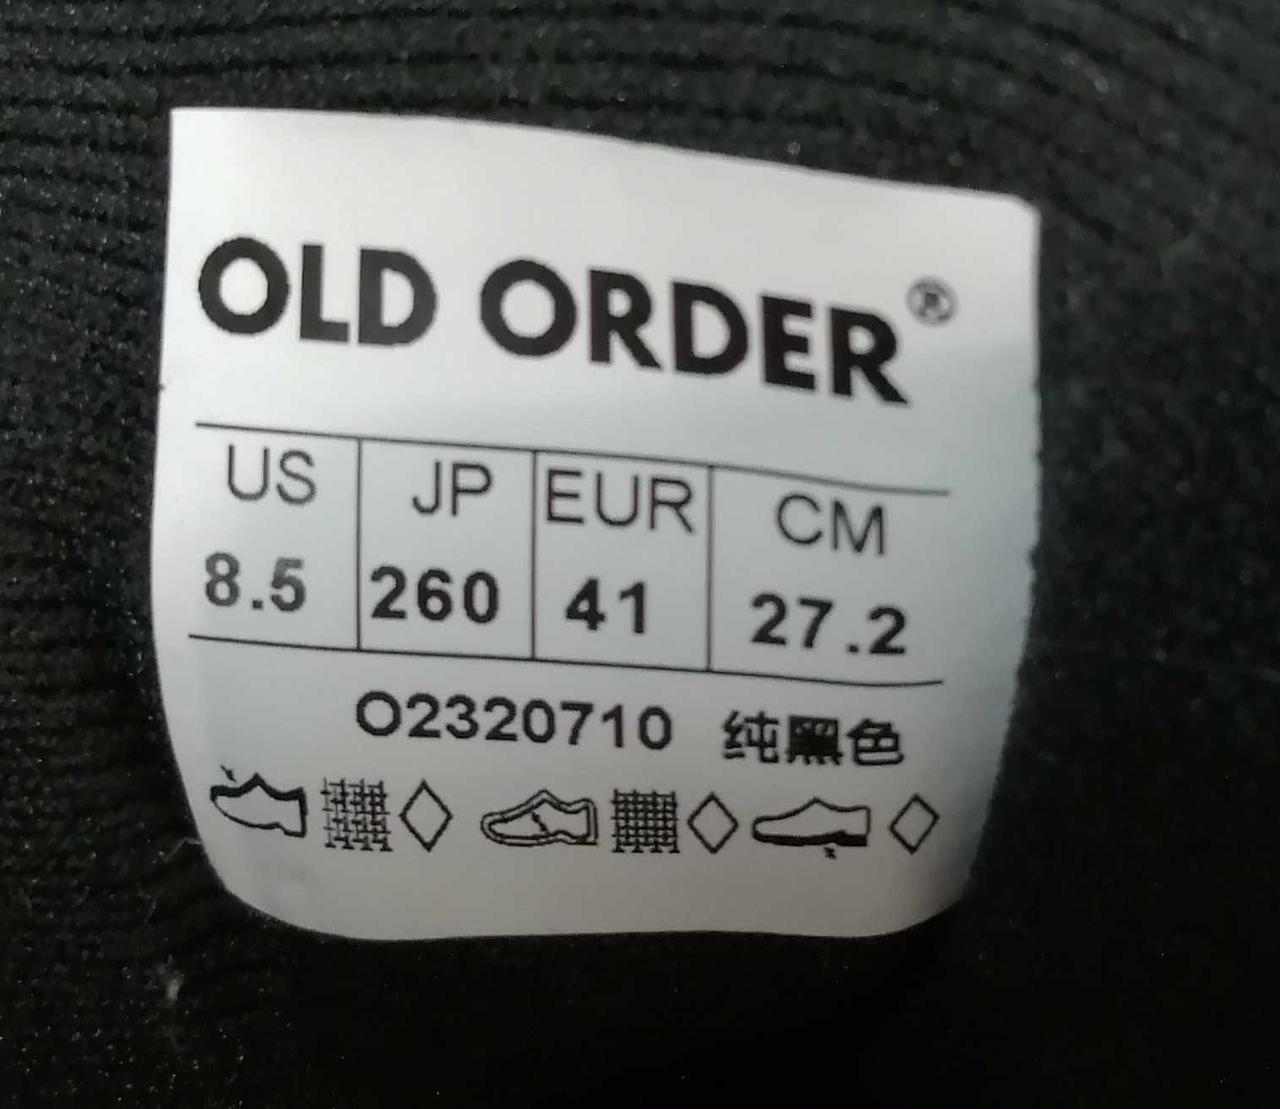 OLD ORDER®
US JP EUR CM
8.5 260 41 27.2
O2320710 纯黑色